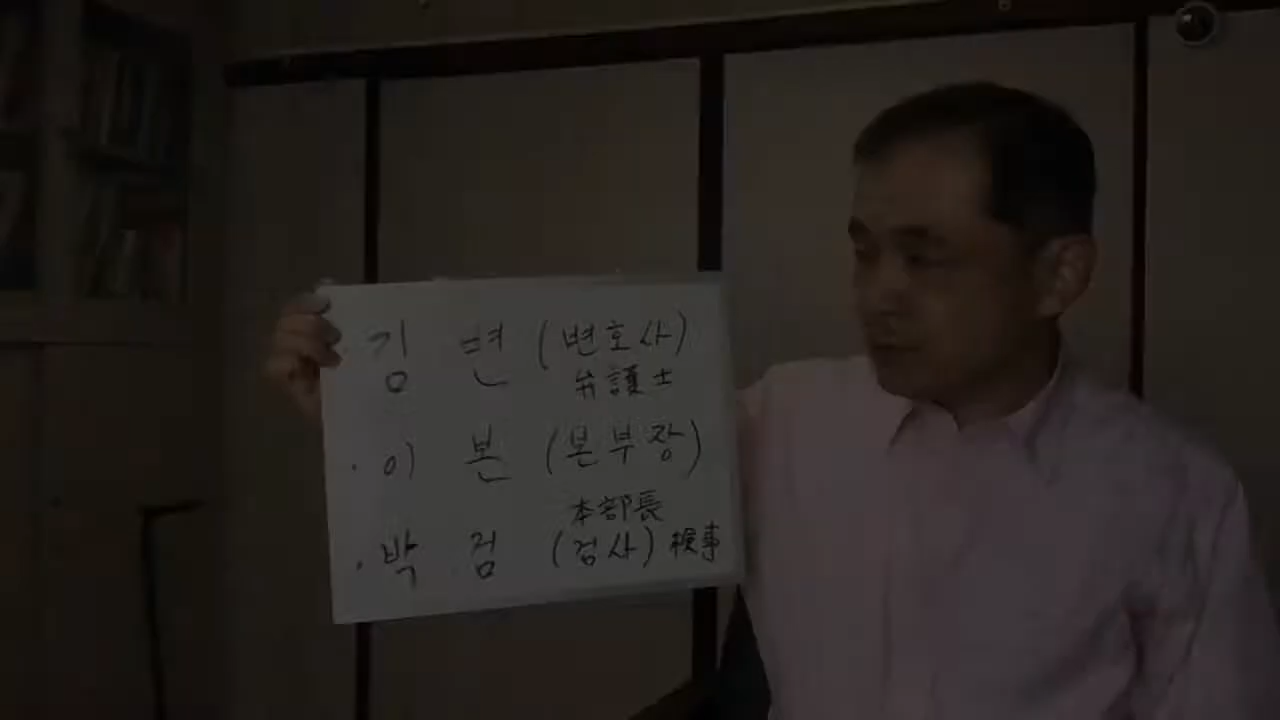 · 김 변 (변호사)
弁護士
· 이 본 (본부장)
本部長
· 박 검 (검사) 検事